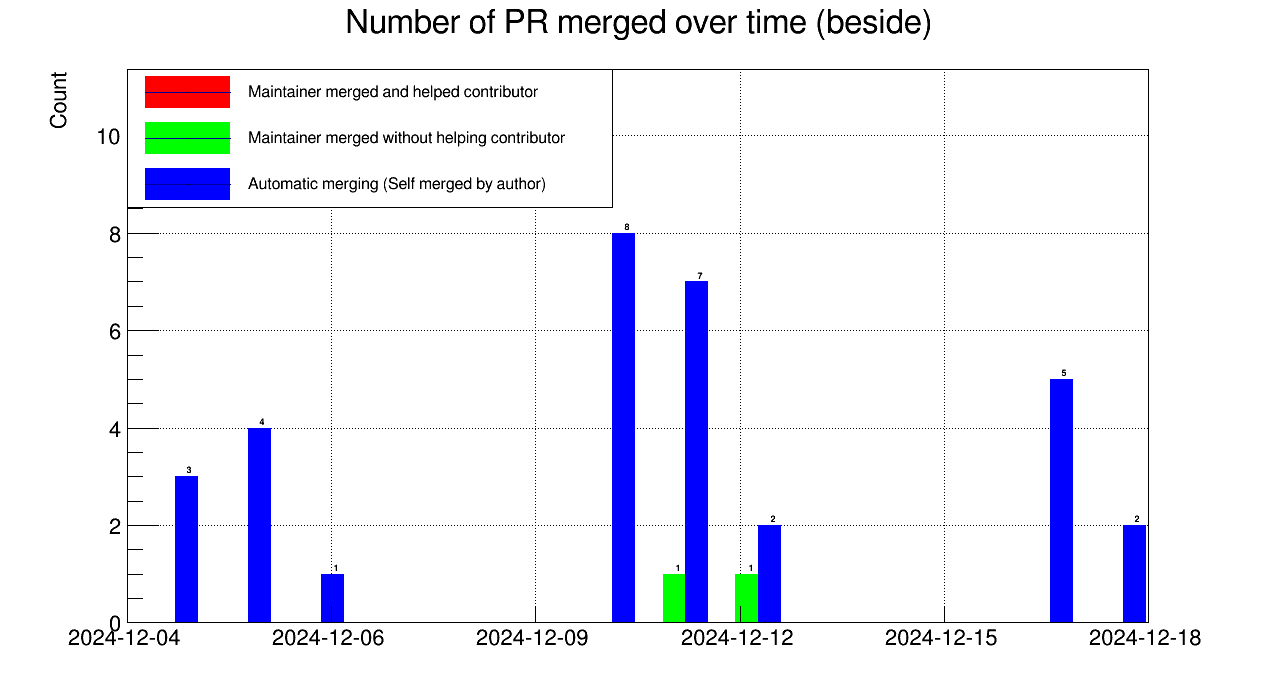 Number of PR merged over time (beside)
Count
Maintainer merged and helped contributor
Maintainer merged without helping contributor
Automatic merging (Self merged by author)
10
8
6
4
2
0
3
4
1
8
1
7
1
2
5
2
2024-12-04 2024-12-06 2024-12-09 2024-12-12 2024-12-15 2024-12-18